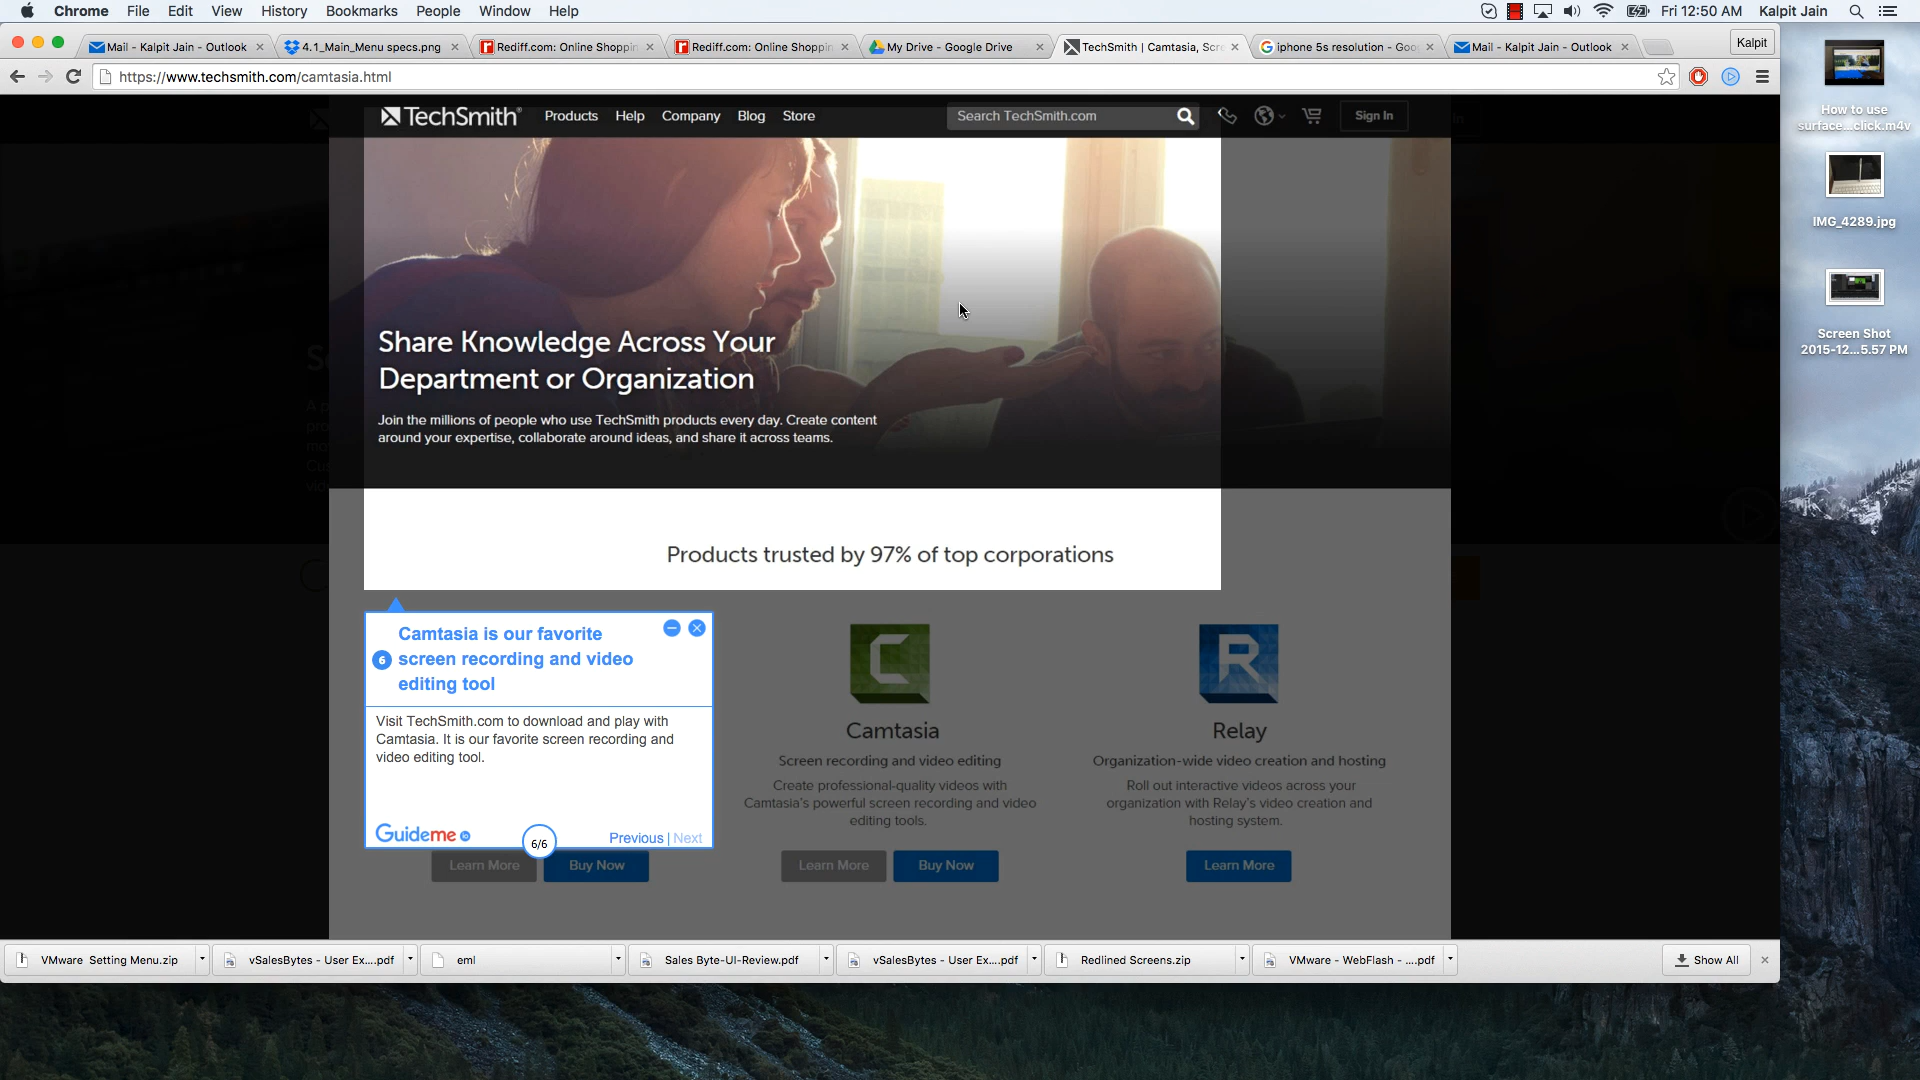 Chrome File Edit View History Bookmarks People Window Help
Fri 12:50 AM Kalpit Jain
Mail - Kalpit Jain - Outlook
4.1_Main_Menu specs.png
Rediff.com: Online Shoppin
Rediff.com: Online Shoppin
My Drive - Google Drive
TechSmith | Camtasia, Scre
iphone 5s resolution - Goo
Mail - Kalpit Jain - Outlook
Kalpit
https://www.techsmith.com/camtasia.html
TechSmith® Products Help Company Blog Store
Search TechSmith.com
Sign In
Share Knowledge Across Your
Department or Organization
Join the millions of people who use TechSmith products every day. Create content
around your expertise, collaborate around ideas, and share it across teams.
Products trusted by 97% of top corporations
Camtasia is our favorite
6 screen recording and video
editing tool
Visit TechSmith.com to download and play with
Camtasia. It is our favorite screen recording and
video editing tool.
Guideme io
6/6
Previous | Next
Learn More Buy Now
Camtasia
Screen recording and video editing
Create professional-quality videos with
Camtasia's powerful screen recording and video
editing tools.
Learn More Buy Now
Relay
Organization-wide video creation and hosting
Roll out interactive videos across your
organization with Relay's video creation and
hosting system.
Learn More
VMware Setting Menu.zip
vSalesBytes - User Ex....pdf
eml
Sales Byte-UI-Review.pdf
vSalesBytes - User Ex....pdf
Redlined Screens.zip
VMware - WebFlash - ....pdf
Show All
How to use
surface...click.m4v
IMG_4289.jpg
Screen Shot
2015-12...5.57 PM